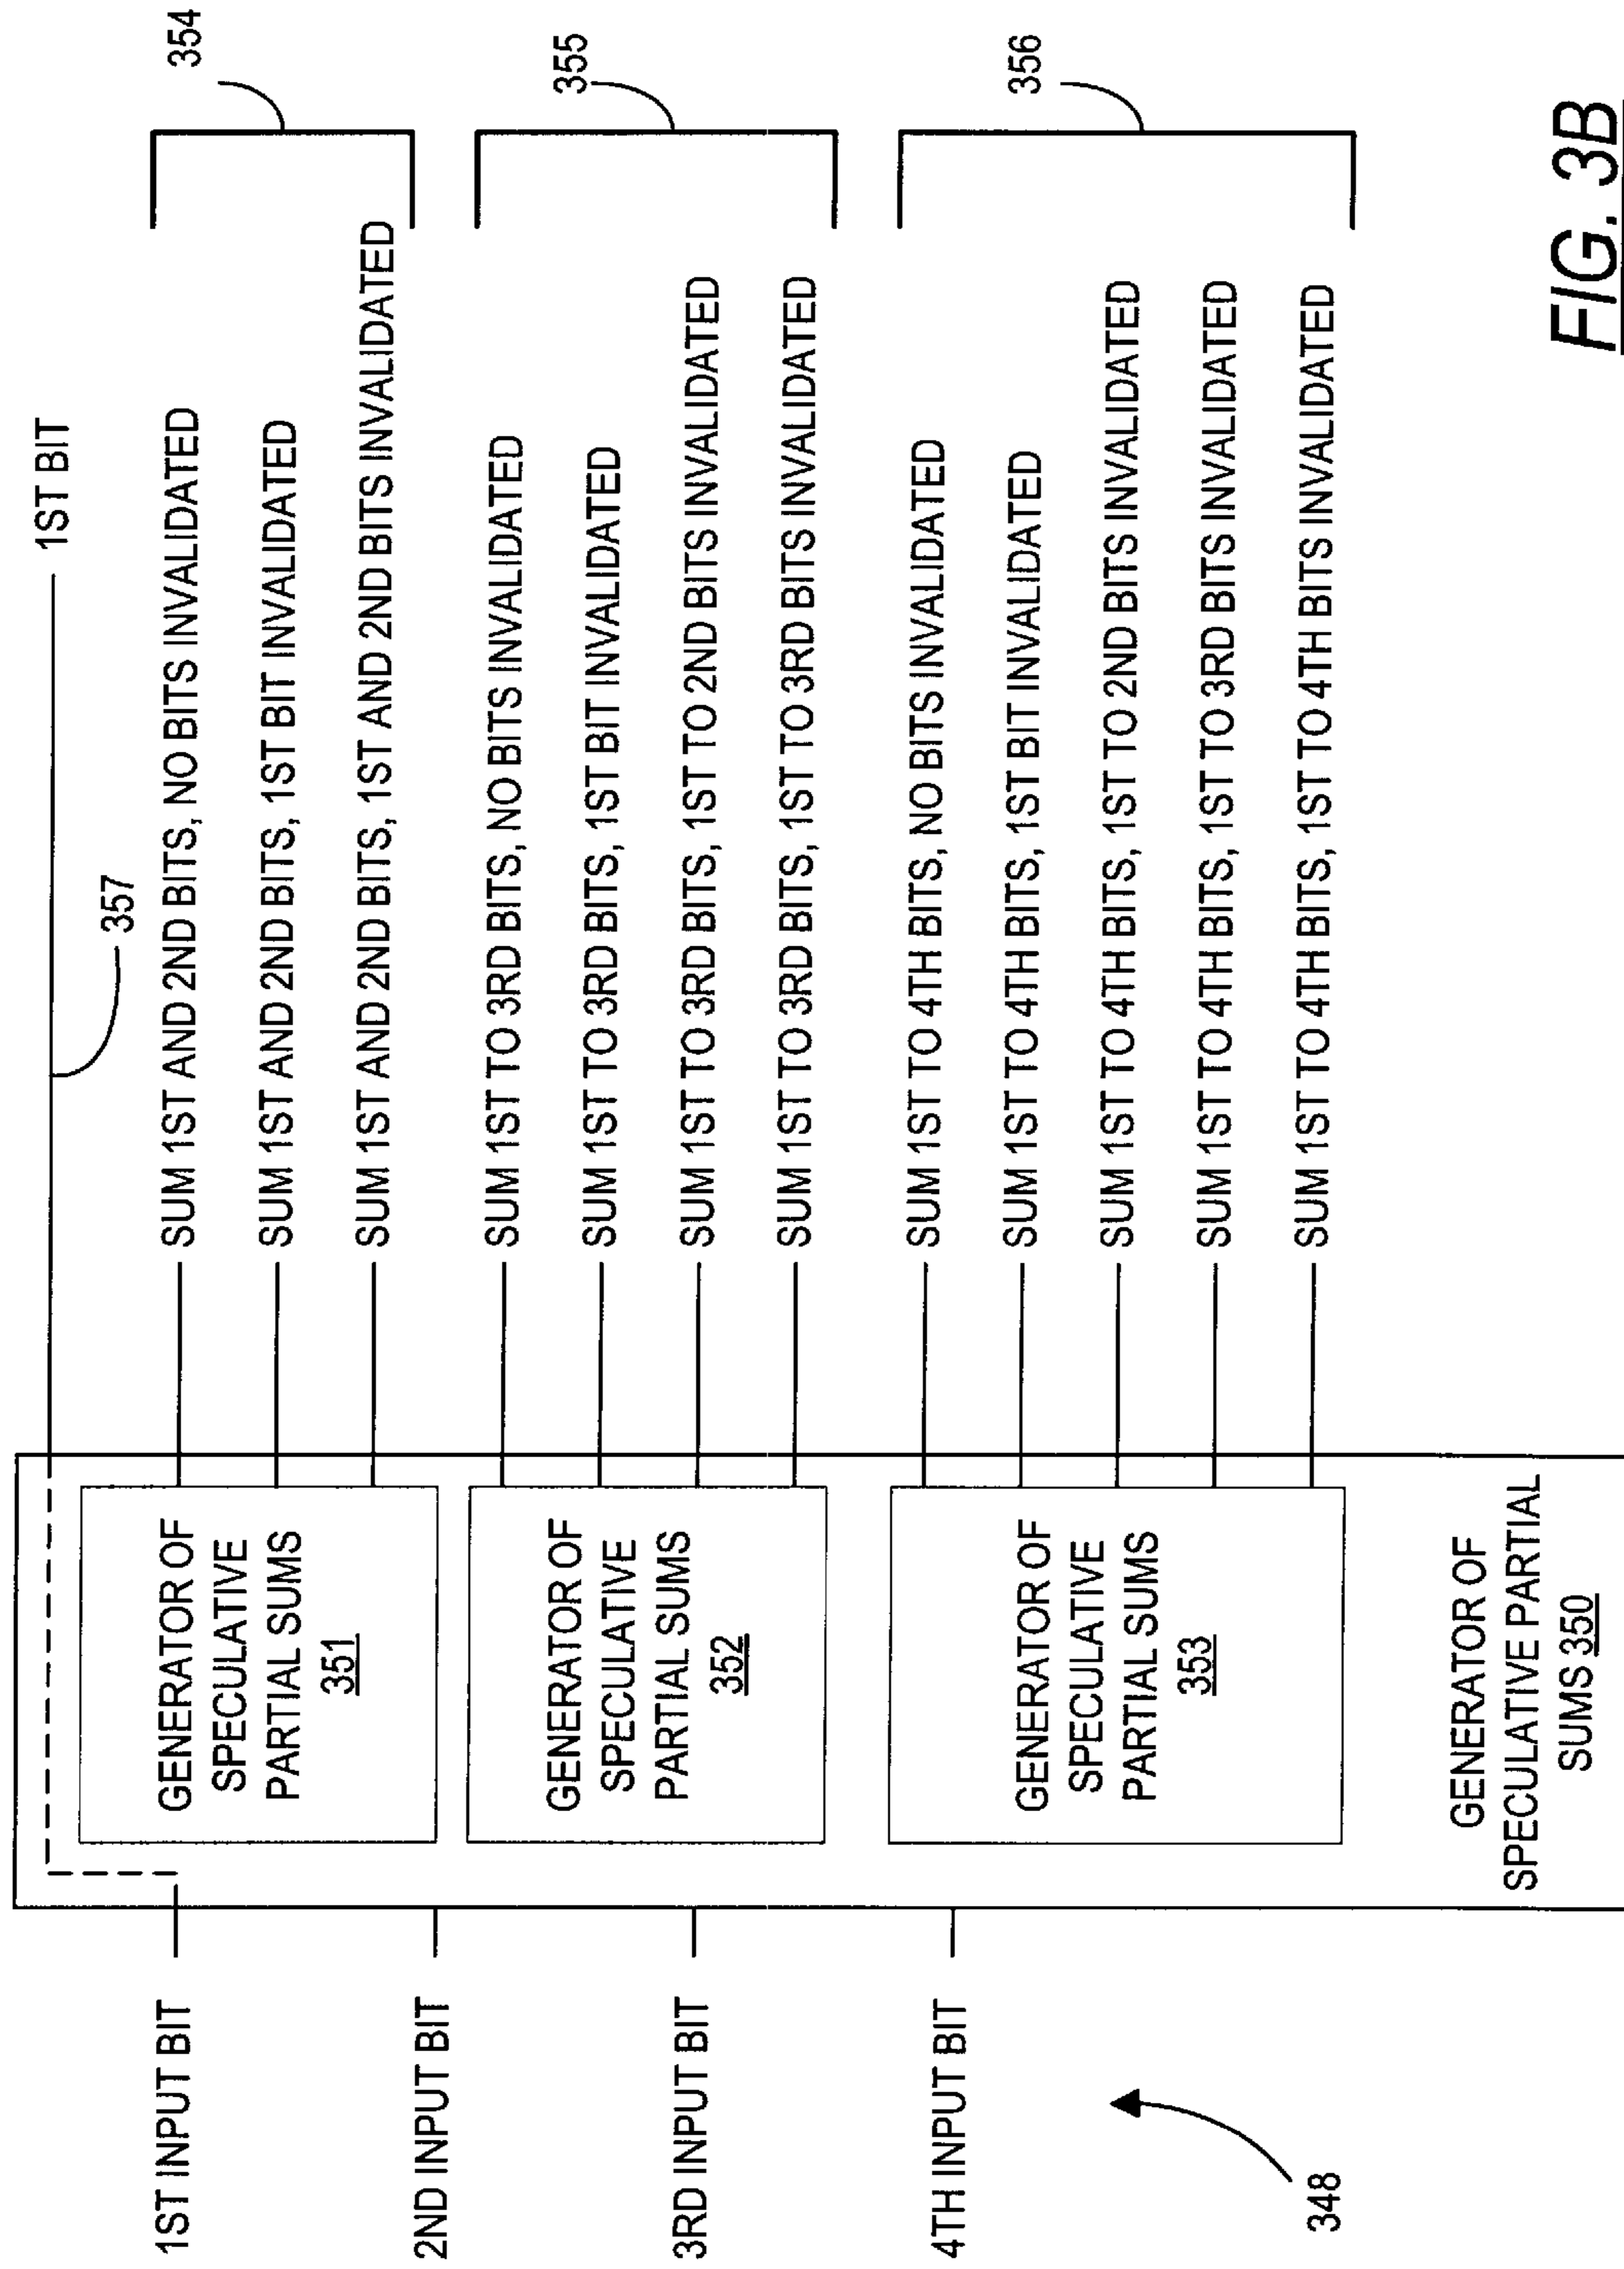 1ST INPUT BIT
2ND INPUT BIT
3RD INPUT BIT
4TH INPUT BIT
348
GENERATOR OF
SPECULATIVE
PARTIAL SUMS
351
GENERATOR OF
SPECULATIVE
PARTIAL SUMS
352
GENERATOR OF
SPECULATIVE
PARTIAL SUMS
353
GENERATOR OF
SPECULATIVE PARTIAL
SUMS 350
1ST BIT
357
SUM 1ST AND 2ND BITS, NO BITS INVALIDATED
SUM 1ST AND 2ND BITS, 1ST BIT INVALIDATED
SUM 1ST AND 2ND BITS, 1ST AND 2ND BITS INVALIDATED
354
SUM 1ST TO 3RD BITS, NO BITS INVALIDATED
SUM 1ST TO 3RD BITS, 1ST BIT INVALIDATED
SUM 1ST TO 3RD BITS, 1ST TO 2ND BITS INVALIDATED
SUM 1ST TO 3RD BITS, 1ST TO 3RD BITS INVALIDATED
355
SUM 1ST TO 4TH BITS, NO BITS INVALIDATED
SUM 1ST TO 4TH BITS, 1ST BIT INVALIDATED
SUM 1ST TO 4TH BITS, 1ST TO 2ND BITS INVALIDATED
SUM 1ST TO 4TH BITS, 1ST TO 3RD BITS INVALIDATED
SUM 1ST TO 4TH BITS, 1ST TO 4TH BITS INVALIDATED
356
FIG. 3B